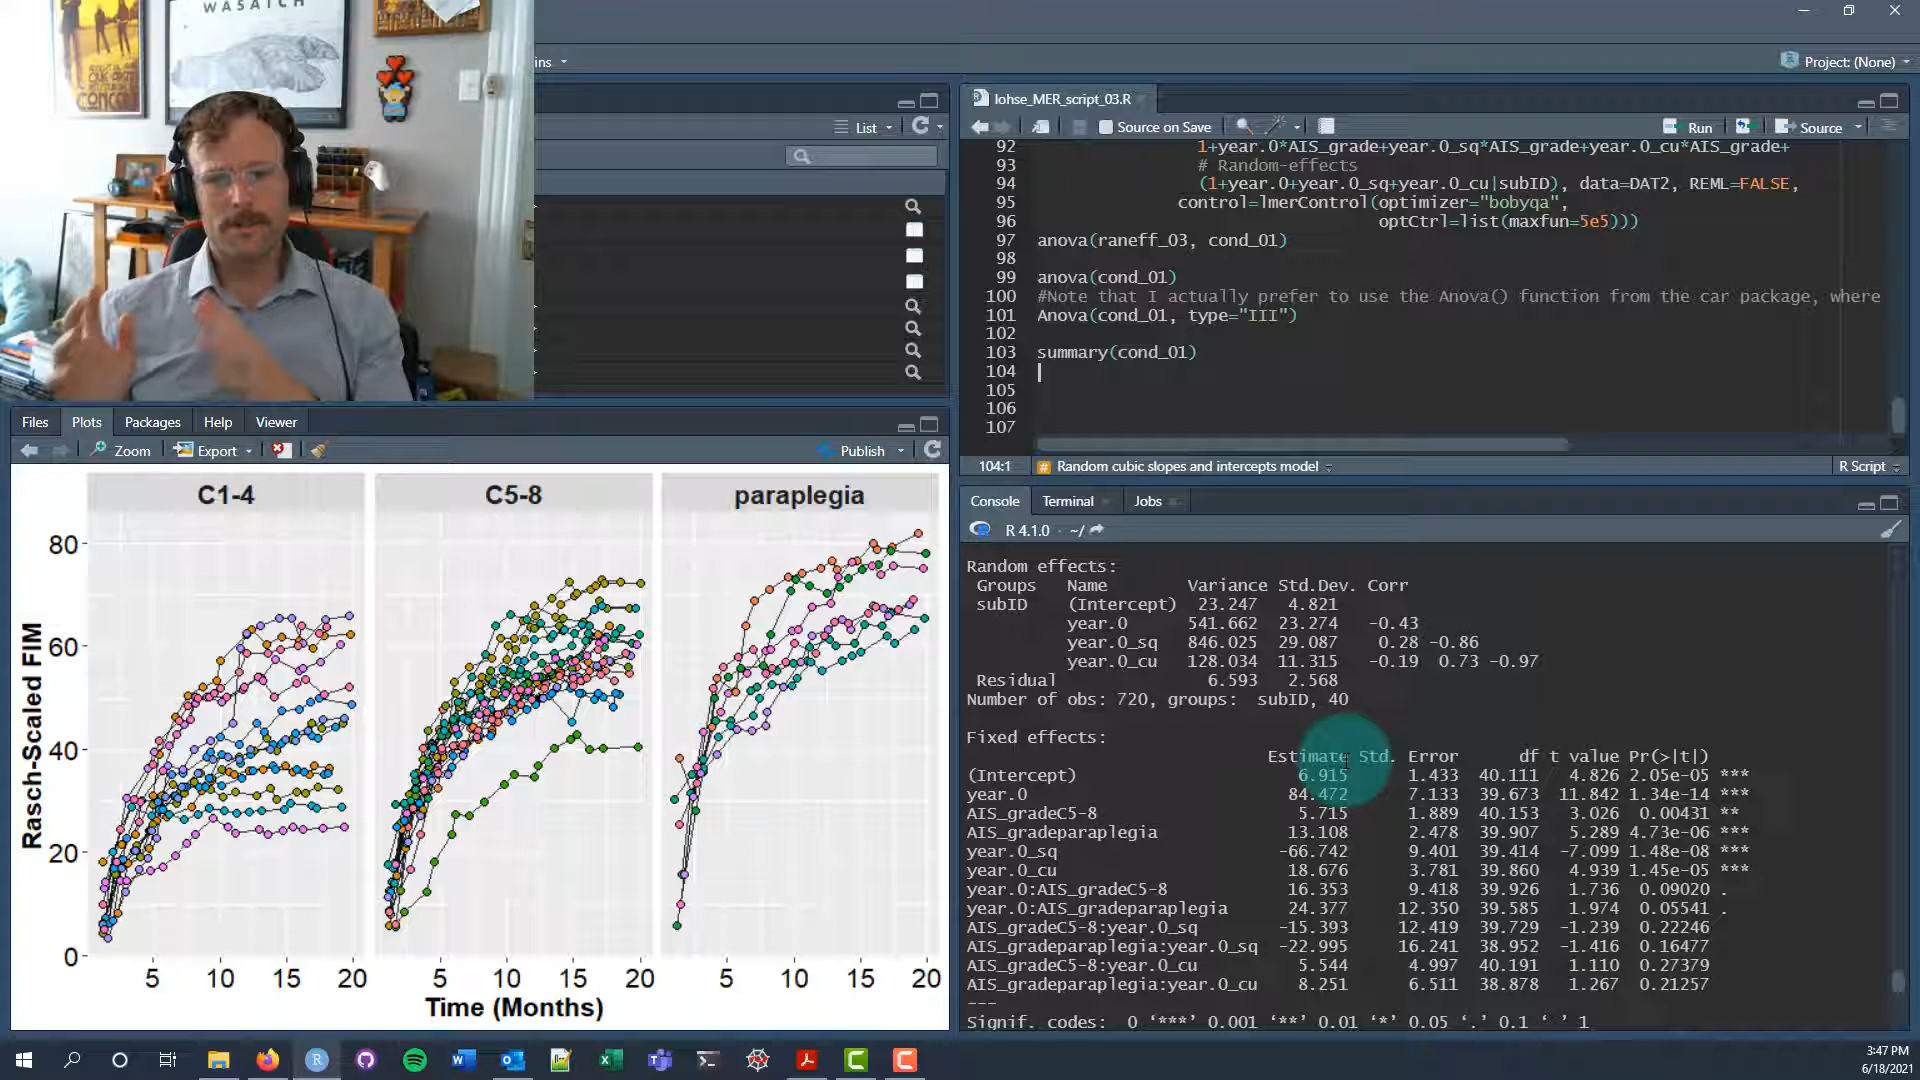 WASATCH
CONCERT
ins
Project: (None)
List
lohse_MER_script_03.R
Source on Save
Run
Source
92 1+year.0*AIS_grade+year.0_sq*AIS_grade+year.0_cu*AIS_grade+
93 # Random-effects
94 (1+year.0+year.0_sq+year.0_cu|subID), data=DAT2, REML=FALSE,
95 control=lmerControl(optimizer="bobyqa",
96 optCtrl=list(maxfun=5e5)))
97 anova(raneff_03, cond_01)
98
99 anova(cond_01)
100 #Note that I actually prefer to use the Anova() function from the car package, where
101 Anova(cond_01, type="III")
102
103 summary(cond_01)
104
105
106
107
104:1 Random cubic slopes and intercepts model R Script
Files Plots Packages Help Viewer
Zoom Export Publish
C1-4 C5-8 paraplegia
Rasch-Scaled FIM
80
60
40
20
0
5 10 15 20 5 10 15 20 5 10 15 20
Time (Months)
Console Terminal Jobs
R 4.1.0 · ~/
Random effects:
Groups Name Variance Std.Dev. Corr
subID (Intercept) 23.247 4.821
year.0 541.662 23.274 -0.43
year.0_sq 846.025 29.087 0.28 -0.86
year.0_cu 128.034 11.315 -0.19 0.73 -0.97
Residual 6.593 2.568
Number of obs: 720, groups: subID, 40
Fixed effects:
Estimate Std. Error df t value Pr(>|t|)
(Intercept) 6.915 1.433 40.111 4.826 2.05e-05 ***
year.0 84.472 7.133 39.673 11.842 1.34e-14 ***
AIS_gradeC5-8 5.715 1.889 40.153 3.026 0.00431 **
AIS_gradeparaplegia 13.108 2.478 39.907 5.289 4.73e-06 ***
year.0_sq -66.742 9.401 39.414 -7.099 1.48e-08 ***
year.0_cu 18.676 3.781 39.860 4.939 1.45e-05 ***
year.0:AIS_gradeC5-8 16.353 9.418 39.926 1.736 0.09020 .
year.0:AIS_gradeparaplegia 24.377 12.350 39.585 1.974 0.05541 .
AIS_gradeC5-8:year.0_sq -15.393 12.419 39.729 -1.239 0.22246
AIS_gradeparaplegia:year.0_sq -22.995 16.241 38.952 -1.416 0.16477
AIS_gradeC5-8:year.0_cu 5.544 4.997 40.191 1.110 0.27379
AIS_gradeparaplegia:year.0_cu 8.251 6.511 38.878 1.267 0.21257
---
Signif. codes: 0 ‘***’ 0.001 ‘**’ 0.01 ‘*’ 0.05 ‘.’ 0.1 ‘ ’ 1
3:47 PM
6/18/2021